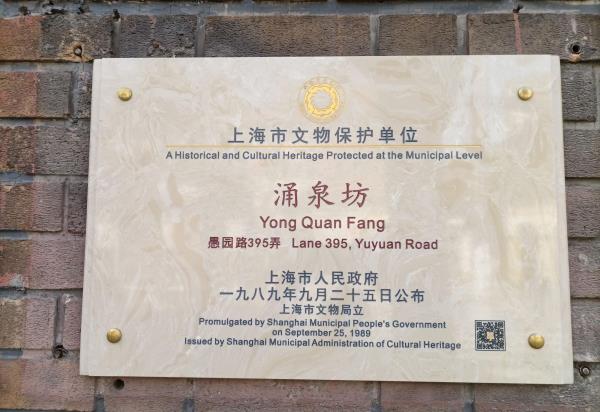 上海市文物保护单位
A Historical and Cultural Heritage Protected at the Municipal Level
涌泉坊
Yong Quan Fang
愚园路395弄 Lane 395, Yuyuan Road
上海市人民政府
一九八九年九月二十五日公布
上海市文物局立
Promulgated by Shanghai Municipal People's Government
on September 25, 1989
Issued by Shanghai Municipal Administration of Cultural Heritage